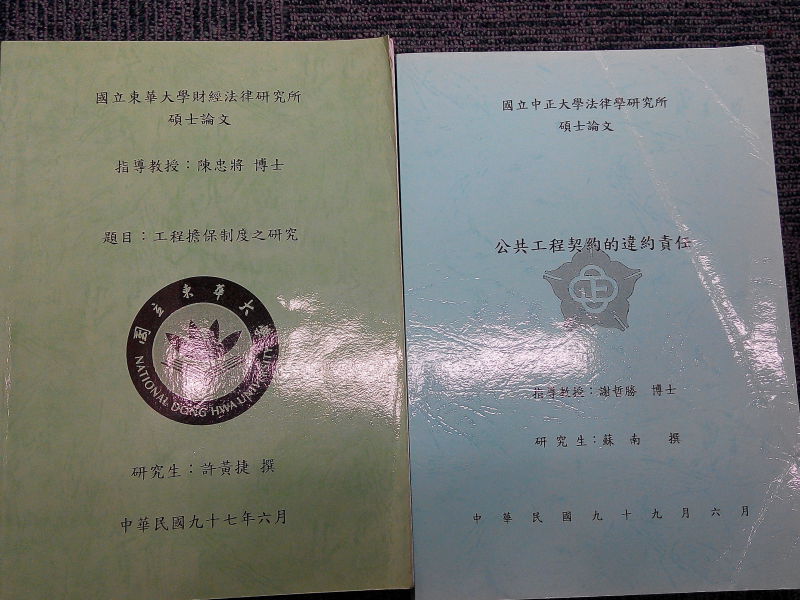 國立東華大學財經法律研究所
碩士論文
指導教授：陳忠將 博士
題目：工程擔保制度之研究
國立東華大學
NATIONAL DONG HWA UNIVERSITY
研究生：許黃捷 撰
中華民國九十七年六月
國立中正大學法律學研究所
碩士論文
公共工程契約的違約責任
正
指導教授：謝哲勝 博士
研究生：蘇南 撰
中華民國九十九月六月